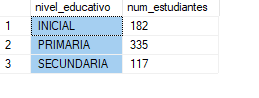 nivel_educativo num_estudiantes
1 INICIAL 182
2 PRIMARIA 335
3 SECUNDARIA 117